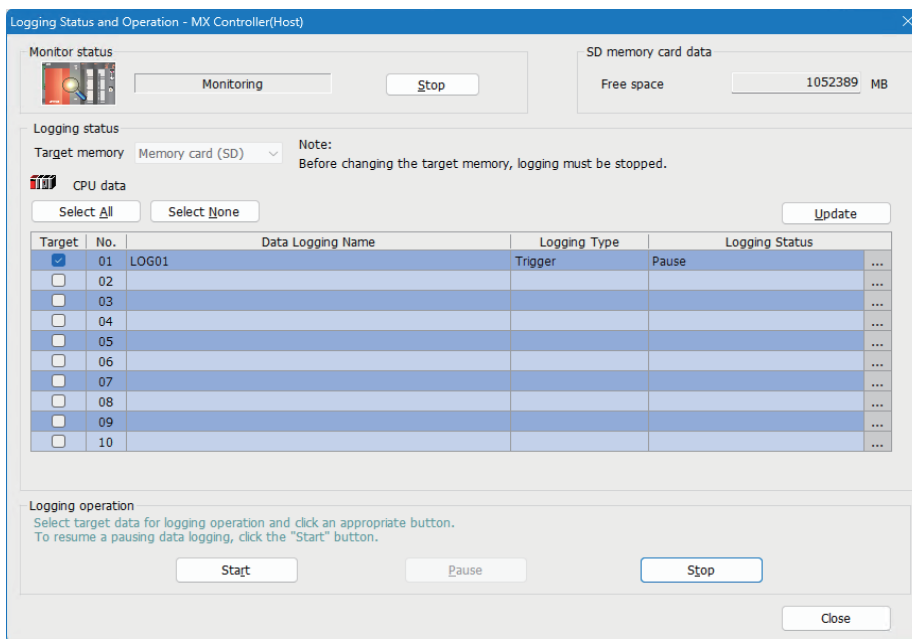 Logging Status and Operation - MX Controller(Host)
Monitor status
Monitoring
Stop
SD memory card data
Free space
1052389 MB
Logging status
Target memory
Memory card (SD)
Note:
Before changing the target memory, logging must be stopped.
CPU data
Select All
Select None
Update
Target No. Data Logging Name Logging Type Logging Status
01 LOG01 Trigger Pause ...
02 ...
03 ...
04 ...
05 ...
06 ...
07 ...
08 ...
09 ...
10 ...
Logging operation
Select target data for logging operation and click an appropriate button.
To resume a pausing data logging, click the "Start" button.
Start
Pause
Stop
Close